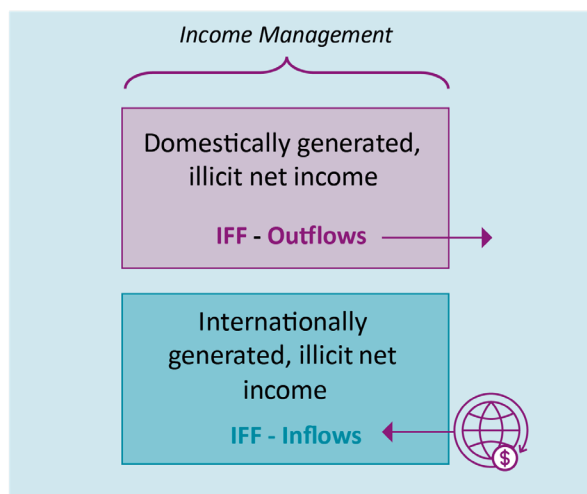 Income Management
Domestically generated,
illicit net income
IFF - Outflows
Internationally
generated, illicit net
income
IFF - Inflows
$